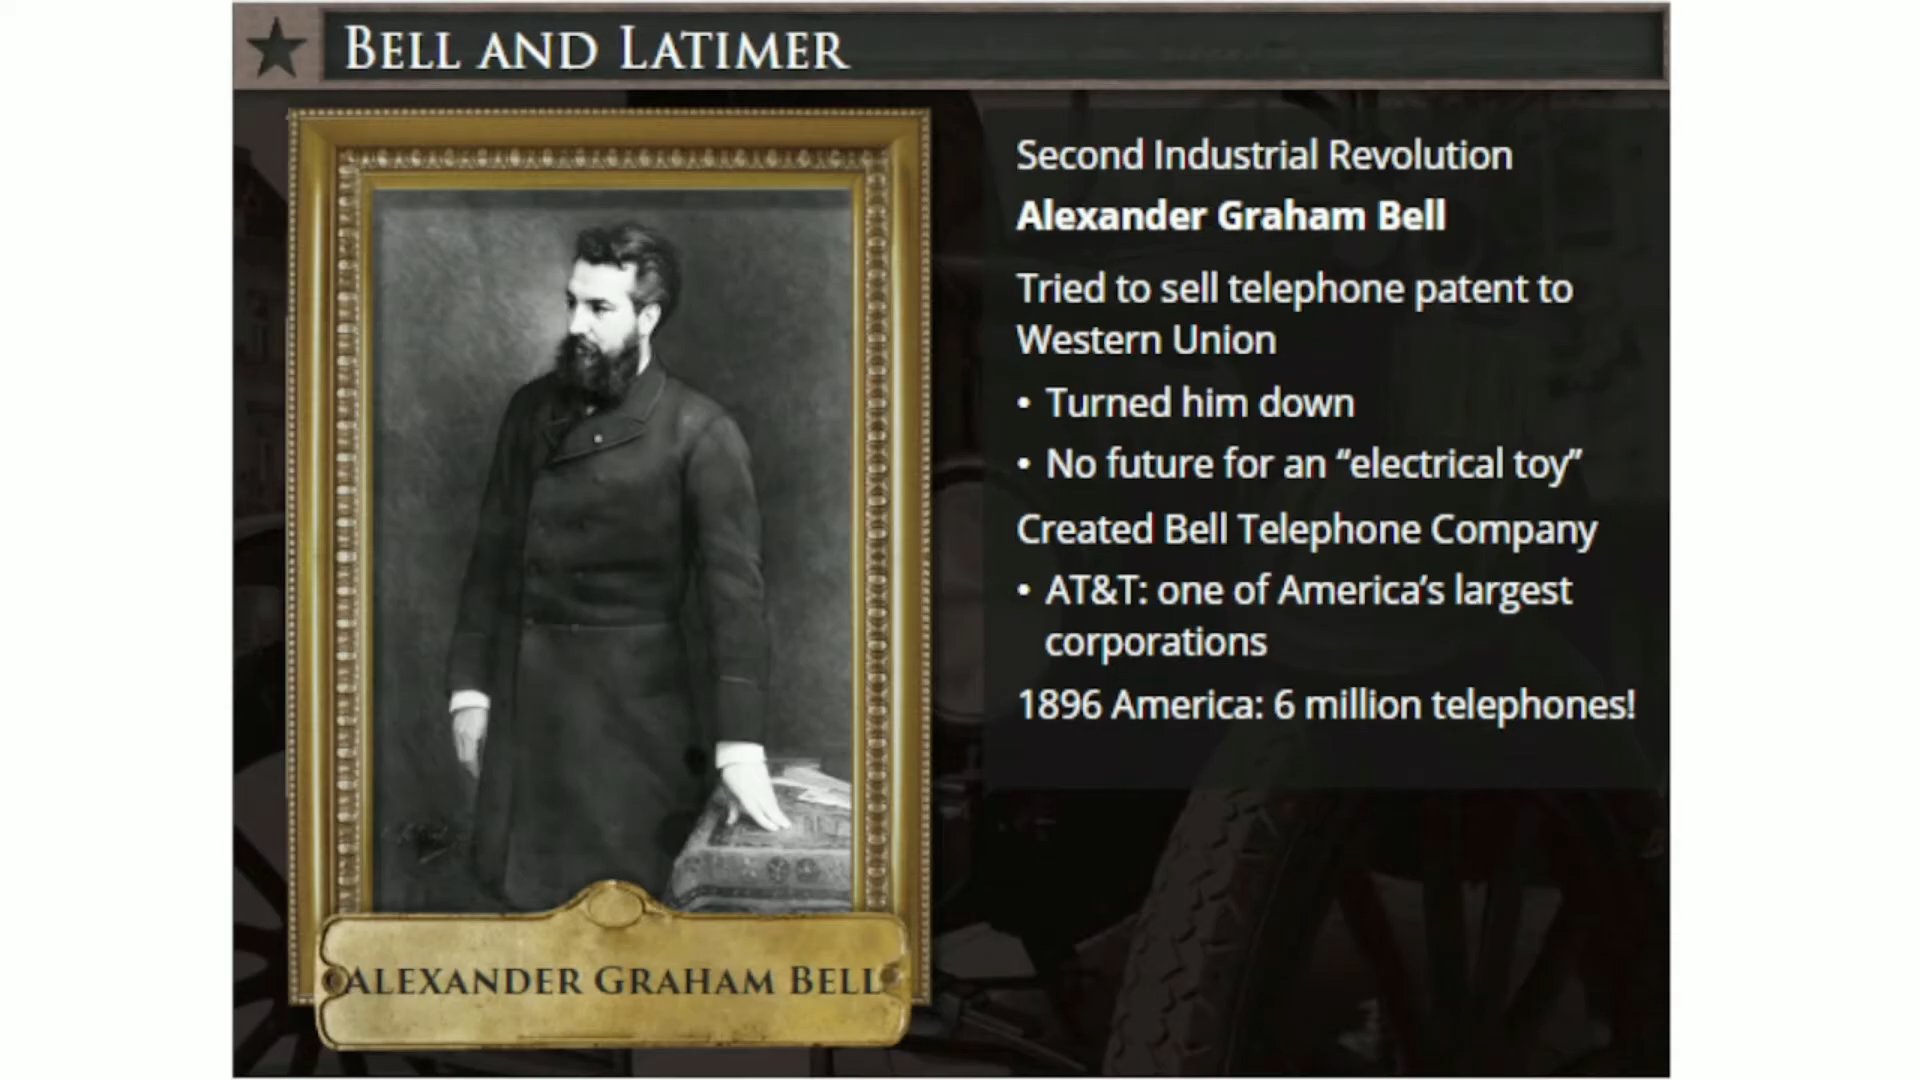 BELL AND LATIMER
Second Industrial Revolution
Alexander Graham Bell
Tried to sell telephone patent to
Western Union
• Turned him down
• No future for an “electrical toy”
Created Bell Telephone Company
• AT&T: one of America’s largest
corporations
1896 America: 6 million telephones!
ALEXANDER GRAHAM BELL